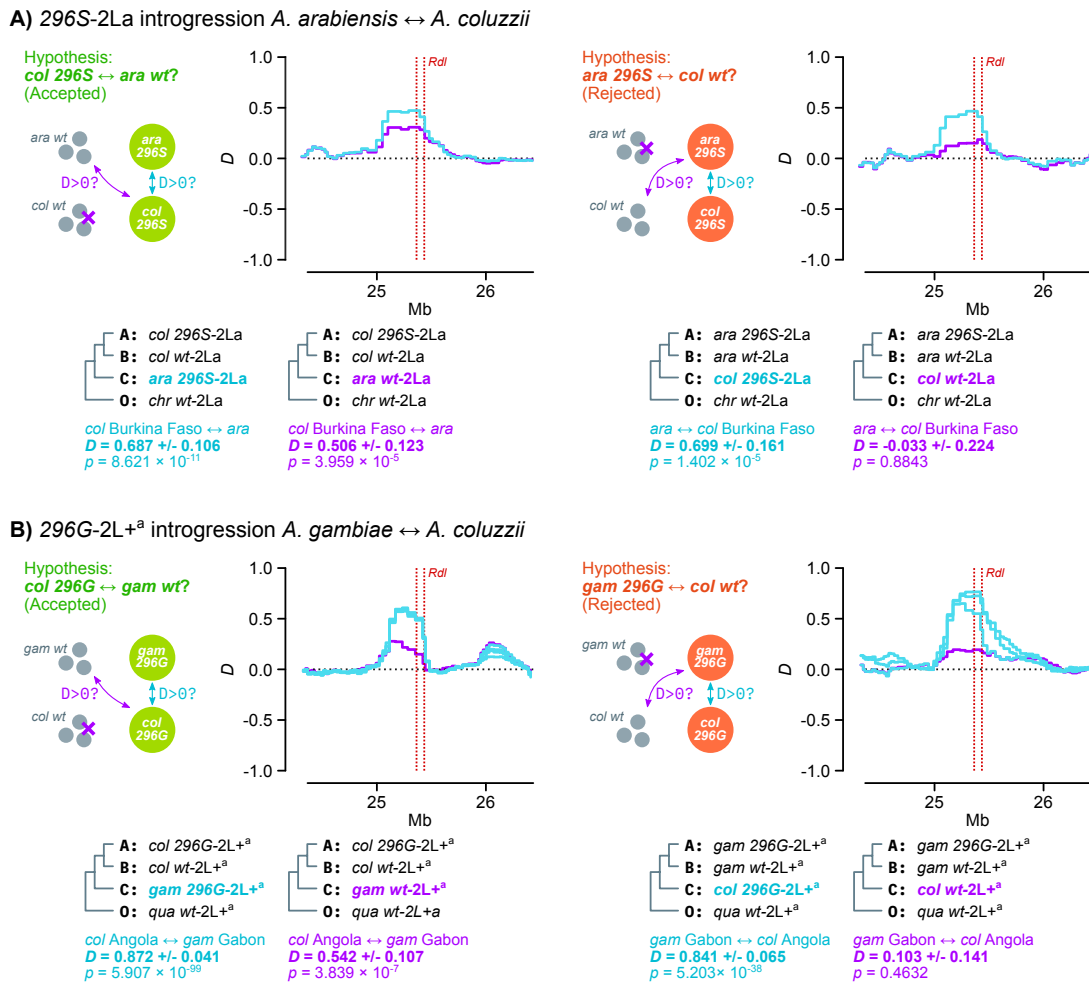 A) 296S-2La introgression A. arabiensis ↔ A. coluzzii
Hypothesis:
col 296S ↔ ara wt?
(Accepted)
ara wt
ara
296S
D>0?
D>0?
col wt
col
296S
1.0
0.5
0.0
-0.5
-1.0
D
Rdl
25
26
Mb
A: col 296S-2La
B: col wt-2La
C: ara 296S-2La
O: chr wt-2La
col Burkina Faso ↔ ara
D = 0.687 +/- 0.106
p = 8.621 × 10⁻¹¹
A: col 296S-2La
B: col wt-2La
C: ara wt-2La
O: chr wt-2La
col Burkina Faso ↔ ara
D = 0.506 +/- 0.123
p = 3.959 × 10⁻⁵
Hypothesis:
ara 296S ↔ col wt?
(Rejected)
ara wt
ara
296S
D>0?
D>0?
col wt
col
296S
1.0
0.5
0.0
-0.5
-1.0
D
Rdl
25
26
Mb
A: ara 296S-2La
B: ara wt-2La
C: col 296S-2La
O: chr wt-2La
ara ↔ col Burkina Faso
D = 0.699 +/- 0.161
p = 1.402 × 10⁻⁵
A: ara 296S-2La
B: ara wt-2La
C: col wt-2La
O: chr wt-2La
ara ↔ col Burkina Faso
D = -0.033 +/- 0.224
p = 0.8843
B) 296G-2L+ᵃ introgression A. gambiae ↔ A. coluzzii
Hypothesis:
col 296G ↔ gam wt?
(Accepted)
gam wt
gam
296G
D>0?
D>0?
col wt
col
296G
1.0
0.5
0.0
-0.5
-1.0
D
Rdl
25
26
Mb
A: col 296G-2L+ᵃ
B: col wt-2L+ᵃ
C: gam 296G-2L+ᵃ
O: qua wt-2L+ᵃ
col Angola ↔ gam Gabon
D = 0.872 +/- 0.041
p = 5.907 × 10⁻⁹⁹
A: col 296G-2L+ᵃ
B: col wt-2L+ᵃ
C: gam wt-2L+ᵃ
O: qua wt-2L+a
col Angola ↔ gam Gabon
D = 0.542 +/- 0.107
p = 3.839 × 10⁻⁷
Hypothesis:
gam 296G ↔ col wt?
(Rejected)
gam wt
gam
296G
D>0?
D>0?
col wt
col
296G
1.0
0.5
0.0
-0.5
-1.0
D
Rdl
25
26
Mb
A: gam 296G-2L+ᵃ
B: gam wt-2L+ᵃ
C: col 296G-2L+ᵃ
O: qua wt-2L+ᵃ
gam Gabon ↔ col Angola
D = 0.841 +/- 0.065
p = 5.203× 10⁻³⁸
A: gam 296G-2L+ᵃ
B: gam wt-2L+ᵃ
C: col wt-2L+ᵃ
O: qua wt-2L+ᵃ
gam Gabon ↔ col Angola
D = 0.103 +/- 0.141
p = 0.4632